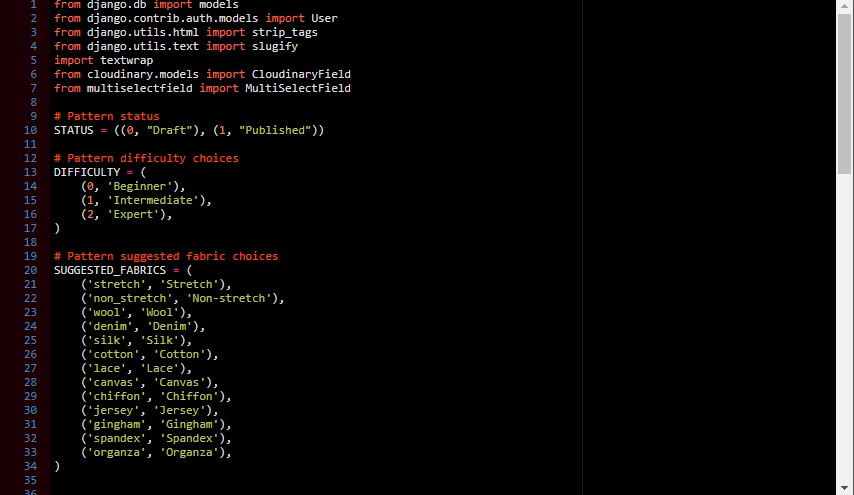 1 from django.db import models
2 from django.contrib.auth.models import User
3 from django.utils.html import strip_tags
4 from django.utils.text import slugify
5 import textwrap
6 from cloudinary.models import CloudinaryField
7 from multiselectfield import MultiSelectField
8
9 # Pattern status
10 STATUS = ((0, "Draft"), (1, "Published"))
11
12 # Pattern difficulty choices
13 DIFFICULTY = (
14     (0, 'Beginner'),
15     (1, 'Intermediate'),
16     (2, 'Expert'),
17 )
18
19 # Pattern suggested fabric choices
20 SUGGESTED_FABRICS = (
21     ('stretch', 'Stretch'),
22     ('non_stretch', 'Non-stretch'),
23     ('wool', 'Wool'),
24     ('denim', 'Denim'),
25     ('silk', 'Silk'),
26     ('cotton', 'Cotton'),
27     ('lace', 'Lace'),
28     ('canvas', 'Canvas'),
29     ('chiffon', 'Chiffon'),
30     ('jersey', 'Jersey'),
31     ('gingham', 'Gingham'),
32     ('spandex', 'Spandex'),
33     ('organza', 'Organza'),
34 )
35
36